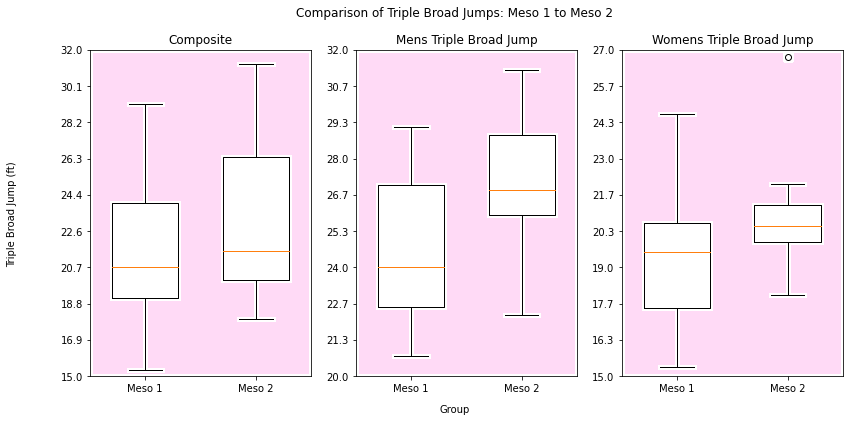 Comparison of Triple Broad Jumps: Meso 1 to Meso 2
Composite
Mens Triple Broad Jump
Womens Triple Broad Jump
Triple Broad Jump (ft)
32.0
30.1
28.2
26.3
24.4
22.6
20.7
18.8
16.9
15.0
Meso 1
Meso 2
32.0
30.7
29.3
28.0
26.7
25.3
24.0
22.7
21.3
20.0
Meso 1
Meso 2
27.0
25.7
24.3
23.0
21.7
20.3
19.0
17.7
16.3
15.0
Meso 1
Meso 2
Group